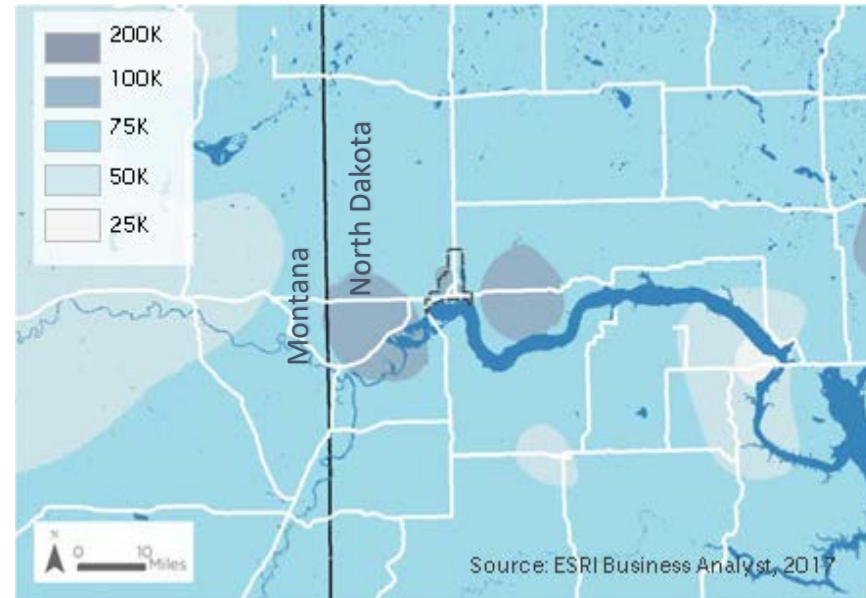 200K
100K
75K
50K
25K
Montana
North Dakota
N
0 10
Miles
Source: ESRI Business Analyst, 2017